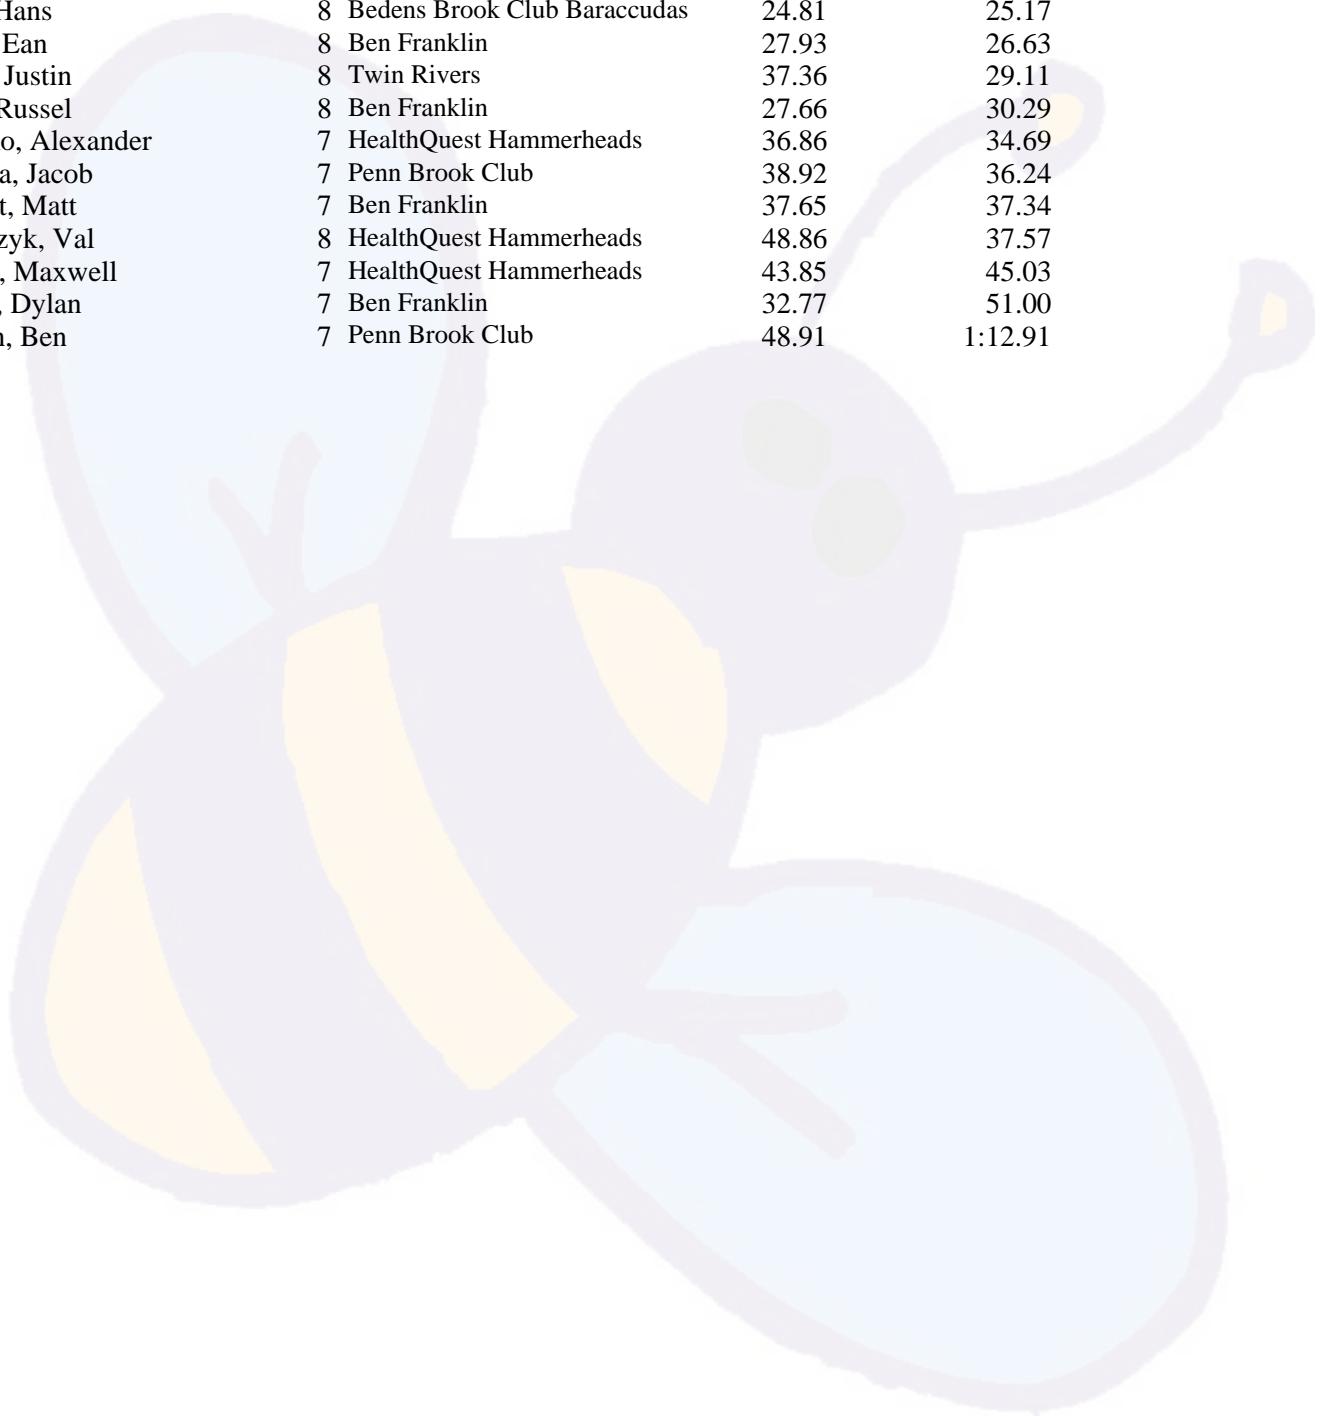 Hans 8 Bedens Brook Club Baraccudas 24.81 25.17
Ean 8 Ben Franklin 27.93 26.63
Justin 8 Twin Rivers 37.36 29.11
Russel 8 Ben Franklin 27.66 30.29
o, Alexander 7 HealthQuest Hammerheads 36.86 34.69
a, Jacob 7 Penn Brook Club 38.92 36.24
t, Matt 7 Ben Franklin 37.65 37.34
zyk, Val 8 HealthQuest Hammerheads 48.86 37.57
, Maxwell 7 HealthQuest Hammerheads 43.85 45.03
, Dylan 7 Ben Franklin 32.77 51.00
n, Ben 7 Penn Brook Club 48.91 1:12.91